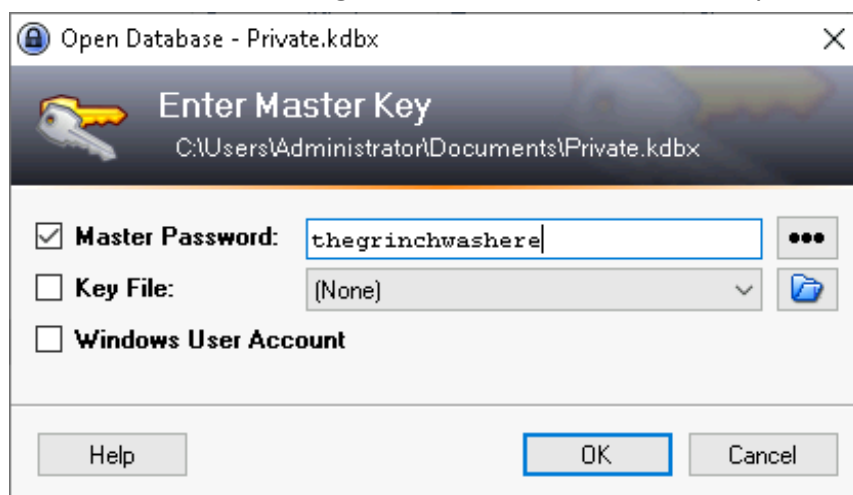 Open Database - Private.kdbx
Enter Master Key
C:\Users\Administrator\Documents\Private.kdbx
Master Password: thegrinchwashere
Key File: (None)
Windows User Account
Help OK Cancel